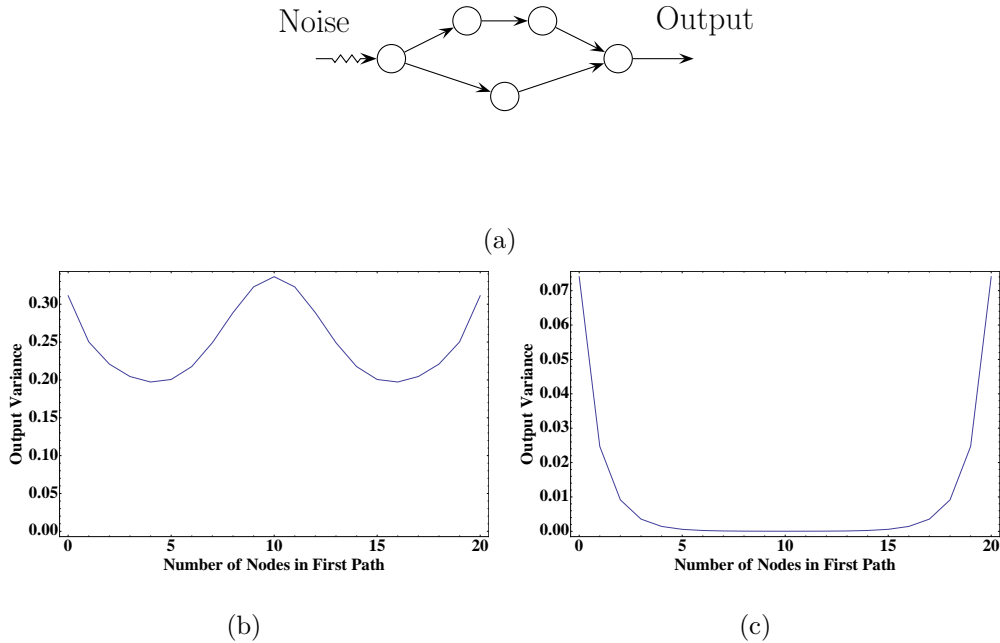 Noise
Output
(a)
0.30
0.25
0.20
0.15
0.10
0.05
0.00
Output Variance
0 5 10 15 20
Number of Nodes in First Path
(b)
0.07
0.06
0.05
0.04
0.03
0.02
0.01
0.00
Output Variance
0 5 10 15 20
Number of Nodes in First Path
(c)